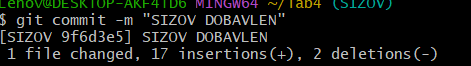 Lenov@DESKTOP-AKF4TD6 MINGW64 ~/Tab4 (SIZOV)
$ git commit -m "SIZOV DOBAVLEN"
[SIZOV 9f6d3e5] SIZOV DOBAVLEN
 1 file changed, 17 insertions(+), 2 deletions(-)